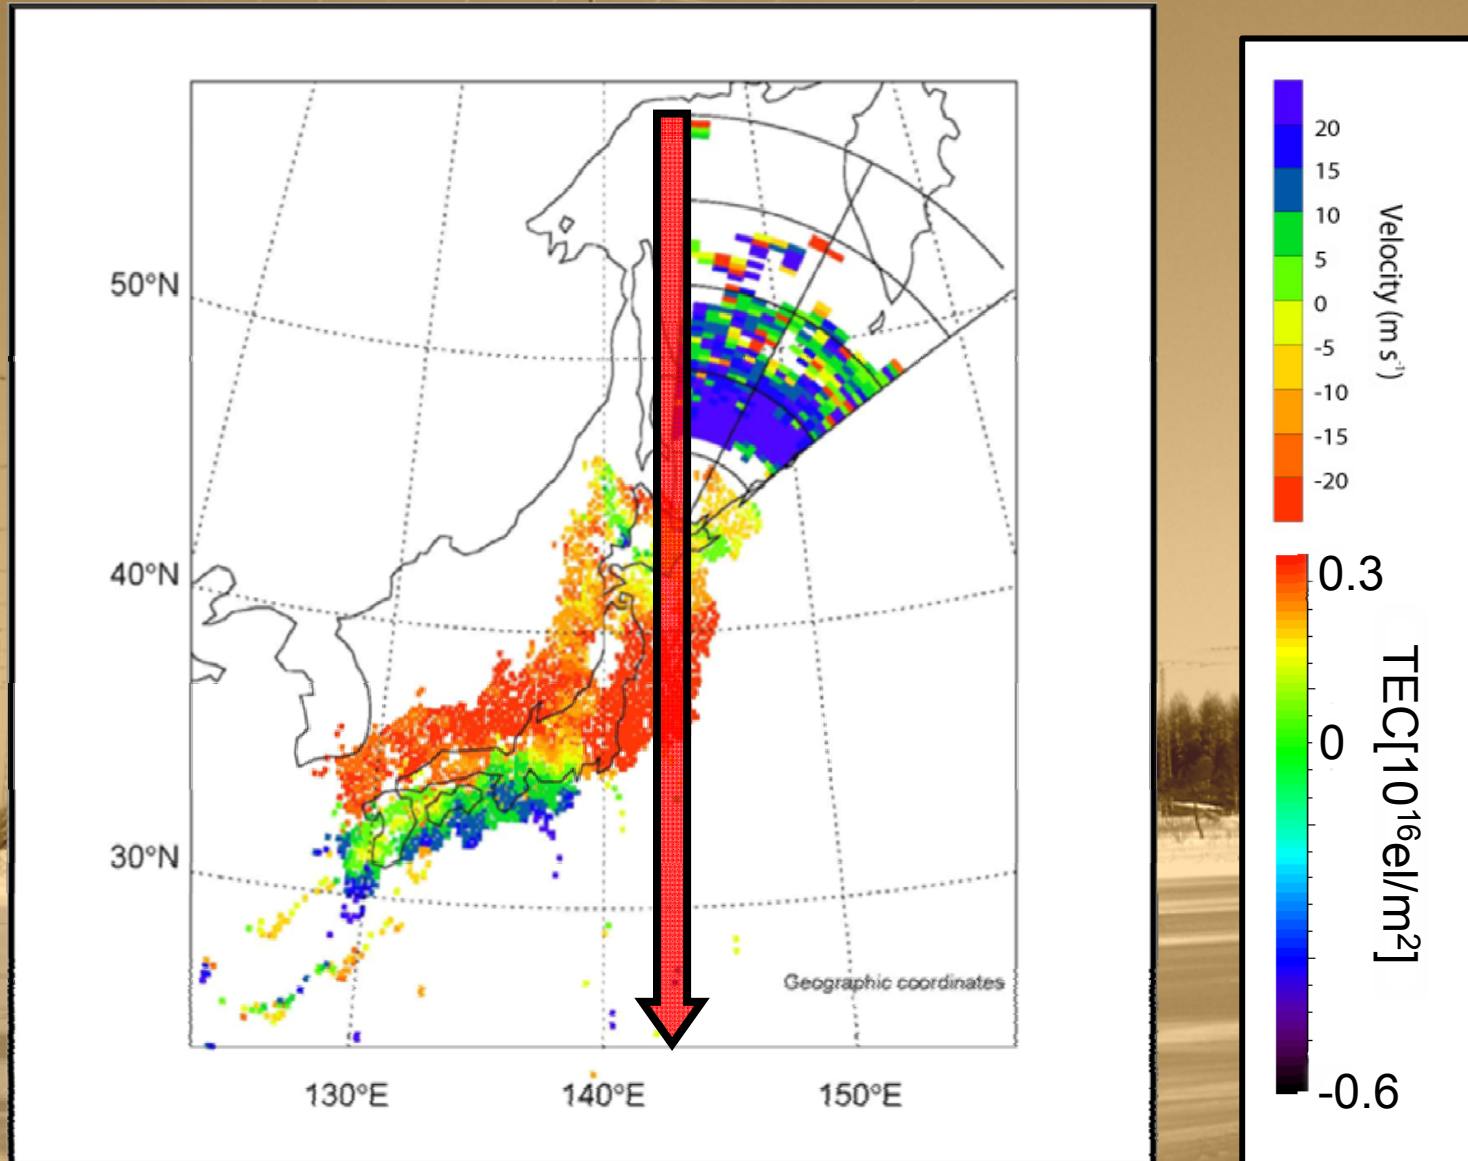 50°N
40°N
30°N
130°E
140°E
150°E
Geographic coordinates
20
15
10
5
0
-5
-10
-15
-20
Velocity (m s⁻¹)
0.3
0
-0.6
TEC[10¹⁶el/m²]